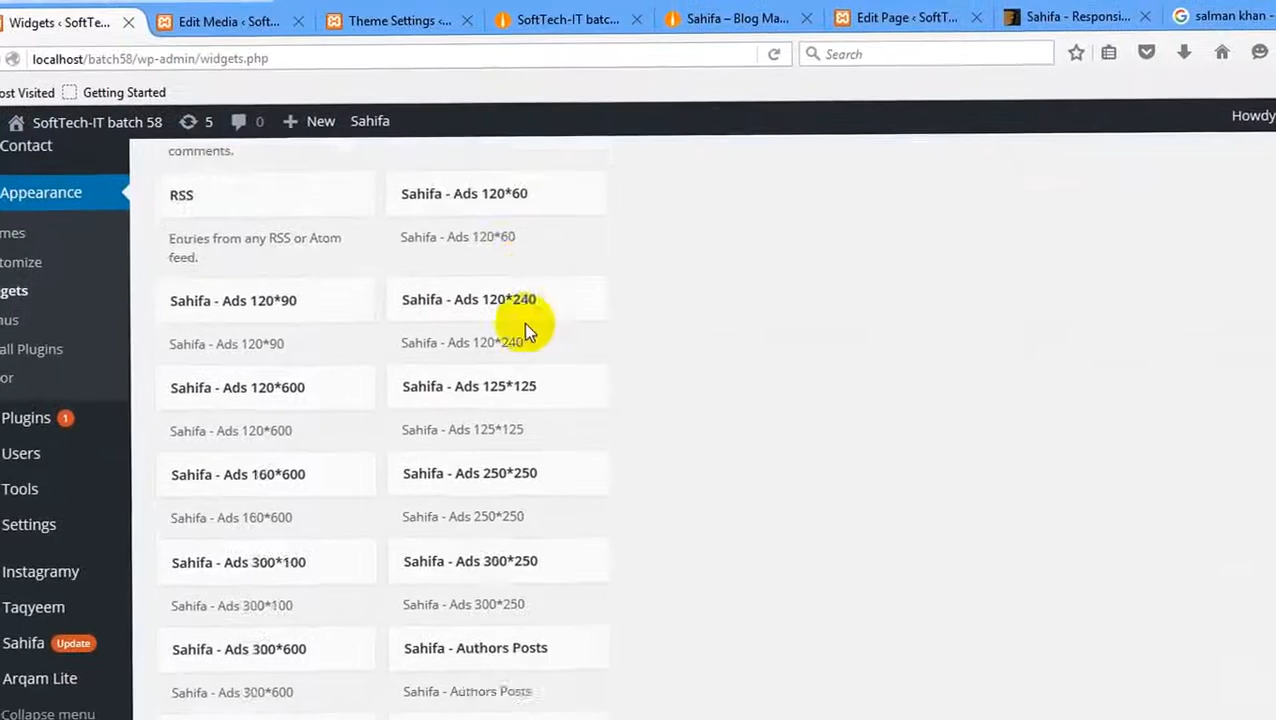 Widgets ‹ SoftTe...
Edit Media ‹ Soft...
Theme Settings ‹...
SoftTech-IT batc...
Sahifa – Blog Ma...
Edit Page ‹ SoftT...
Sahifa - Responsi...
salman khan -
localhost/batch58/wp-admin/widgets.php
Search
ost Visited
Getting Started
SoftTech-IT batch 58
5
0
New
Sahifa
Howdy
Contact
Appearance
mes
tomize
gets
nus
all Plugins
or
Plugins 1
Users
Tools
Settings
Instagramy
Taqyeem
Sahifa Update
Arqam Lite
Collapse menu
comments.
RSS
Sahifa - Ads 120*60
Entries from any RSS or Atom
feed.
Sahifa - Ads 120*60
Sahifa - Ads 120*90
Sahifa - Ads 120*240
Sahifa - Ads 120*90
Sahifa - Ads 120*240
Sahifa - Ads 120*600
Sahifa - Ads 125*125
Sahifa - Ads 120*600
Sahifa - Ads 125*125
Sahifa - Ads 160*600
Sahifa - Ads 250*250
Sahifa - Ads 160*600
Sahifa - Ads 250*250
Sahifa - Ads 300*100
Sahifa - Ads 300*250
Sahifa - Ads 300*100
Sahifa - Ads 300*250
Sahifa - Ads 300*600
Sahifa - Authors Posts
Sahifa - Ads 300*600
Sahifa - Authors Posts